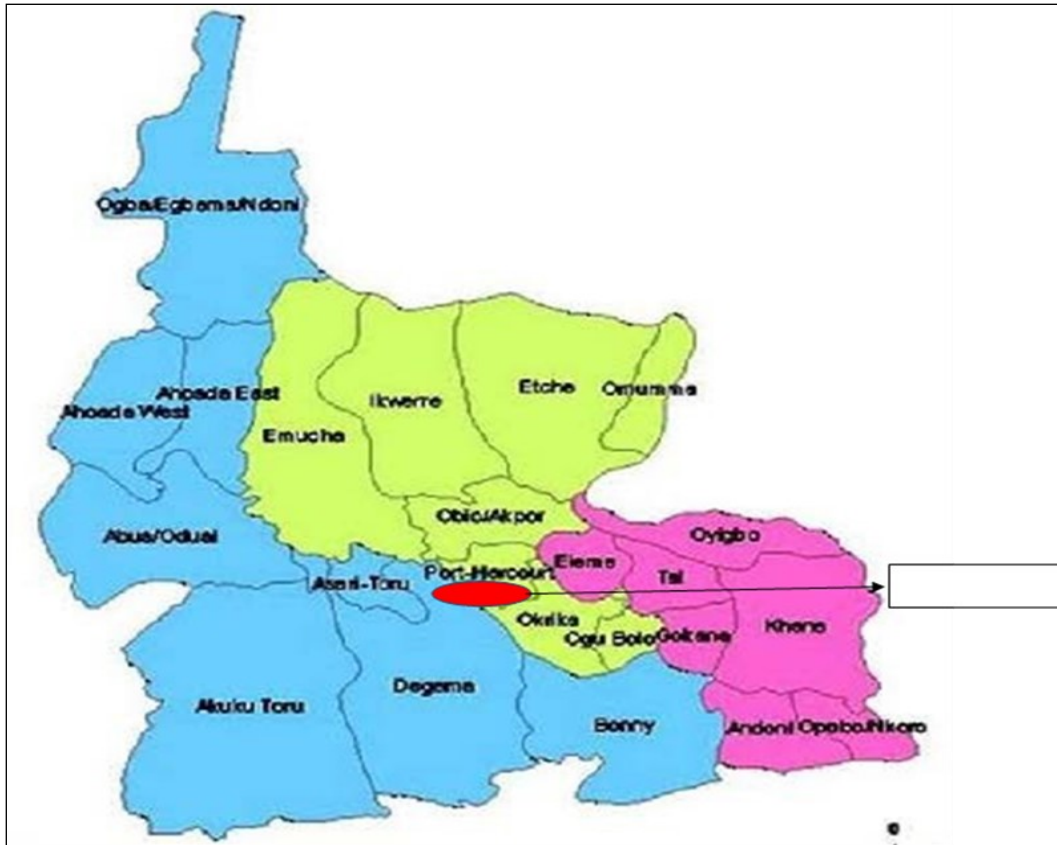 Ogba/Egbema/Ndoni
Ahoada East
Ahoada West
Emuoha
Ikwerre
Etche
Omumma
Abua/Odual
Obio/Akpor
Oyigbo
Port-Harcourt
Eleme
Tai
Asari-Toru
Okrika
Ogu Bolo
Gokana
Khana
Akuku Toru
Degema
Bonny
Andoni
Opobo/Nkoro